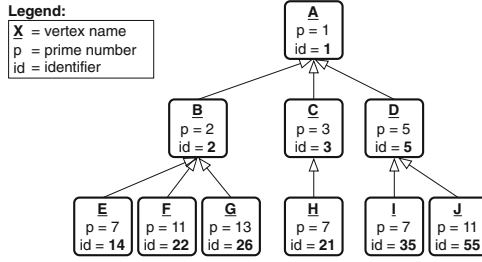 Legend:
X = vertex name
p = prime number
id = identifier
A
p = 1
id = 1
B
p = 2
id = 2
C
p = 3
id = 3
D
p = 5
id = 5
E
p = 7
id = 14
F
p = 11
id = 22
G
p = 13
id = 26
H
p = 7
id = 21
I
p = 7
id = 35
J
p = 11
id = 55